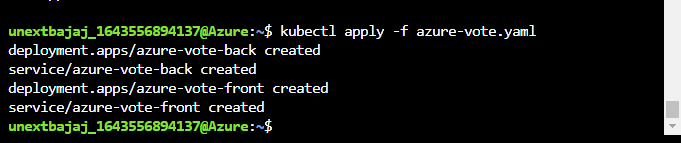 unextbajaj_1643556894137@Azure:~$ kubectl apply -f azure-vote.yaml
deployment.apps/azure-vote-back created
service/azure-vote-back created
deployment.apps/azure-vote-front created
service/azure-vote-front created
unextbajaj_1643556894137@Azure:~$